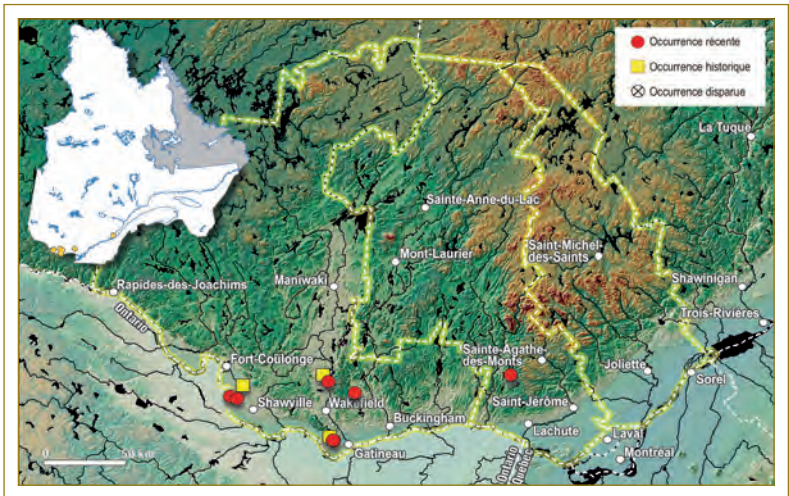 Occurrence récente
Occurrence historique
Occurrence disparue
La Tuque
Sainte-Anne-du-Lac
Mont-Laurier
Saint-Michel-
des-Saints
Maniwaki
Rapides-des-Joachims
Shawinigan
Trois-Rivières
Ontario
Fort-Coulonge
Sainte-Agathe-
des-Monts
Joliette
Sorel
Shawville
Wakefield
Saint-Jérôme
Buckingham
Lachute
Laval
Gatineau
Montréal
Ontario
Québec
0 50 km